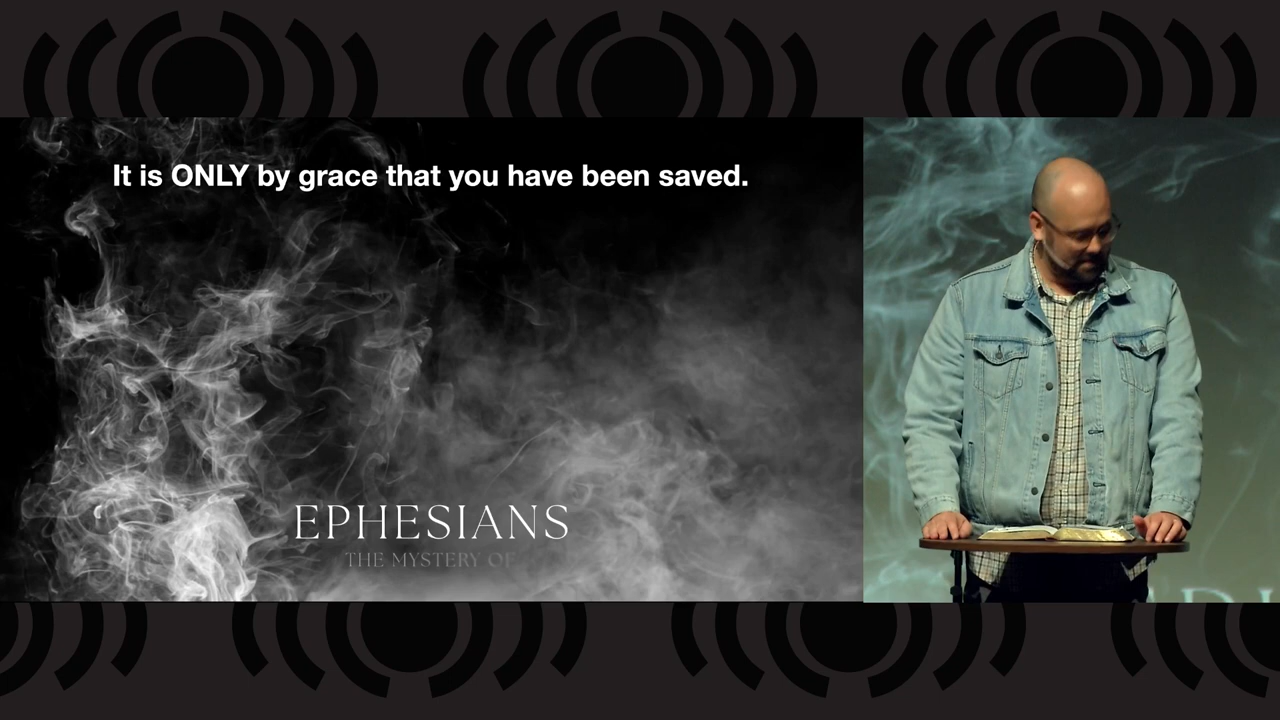 It is ONLY by grace that you have been saved.
EPHESIANS
THE MYSTERY OF